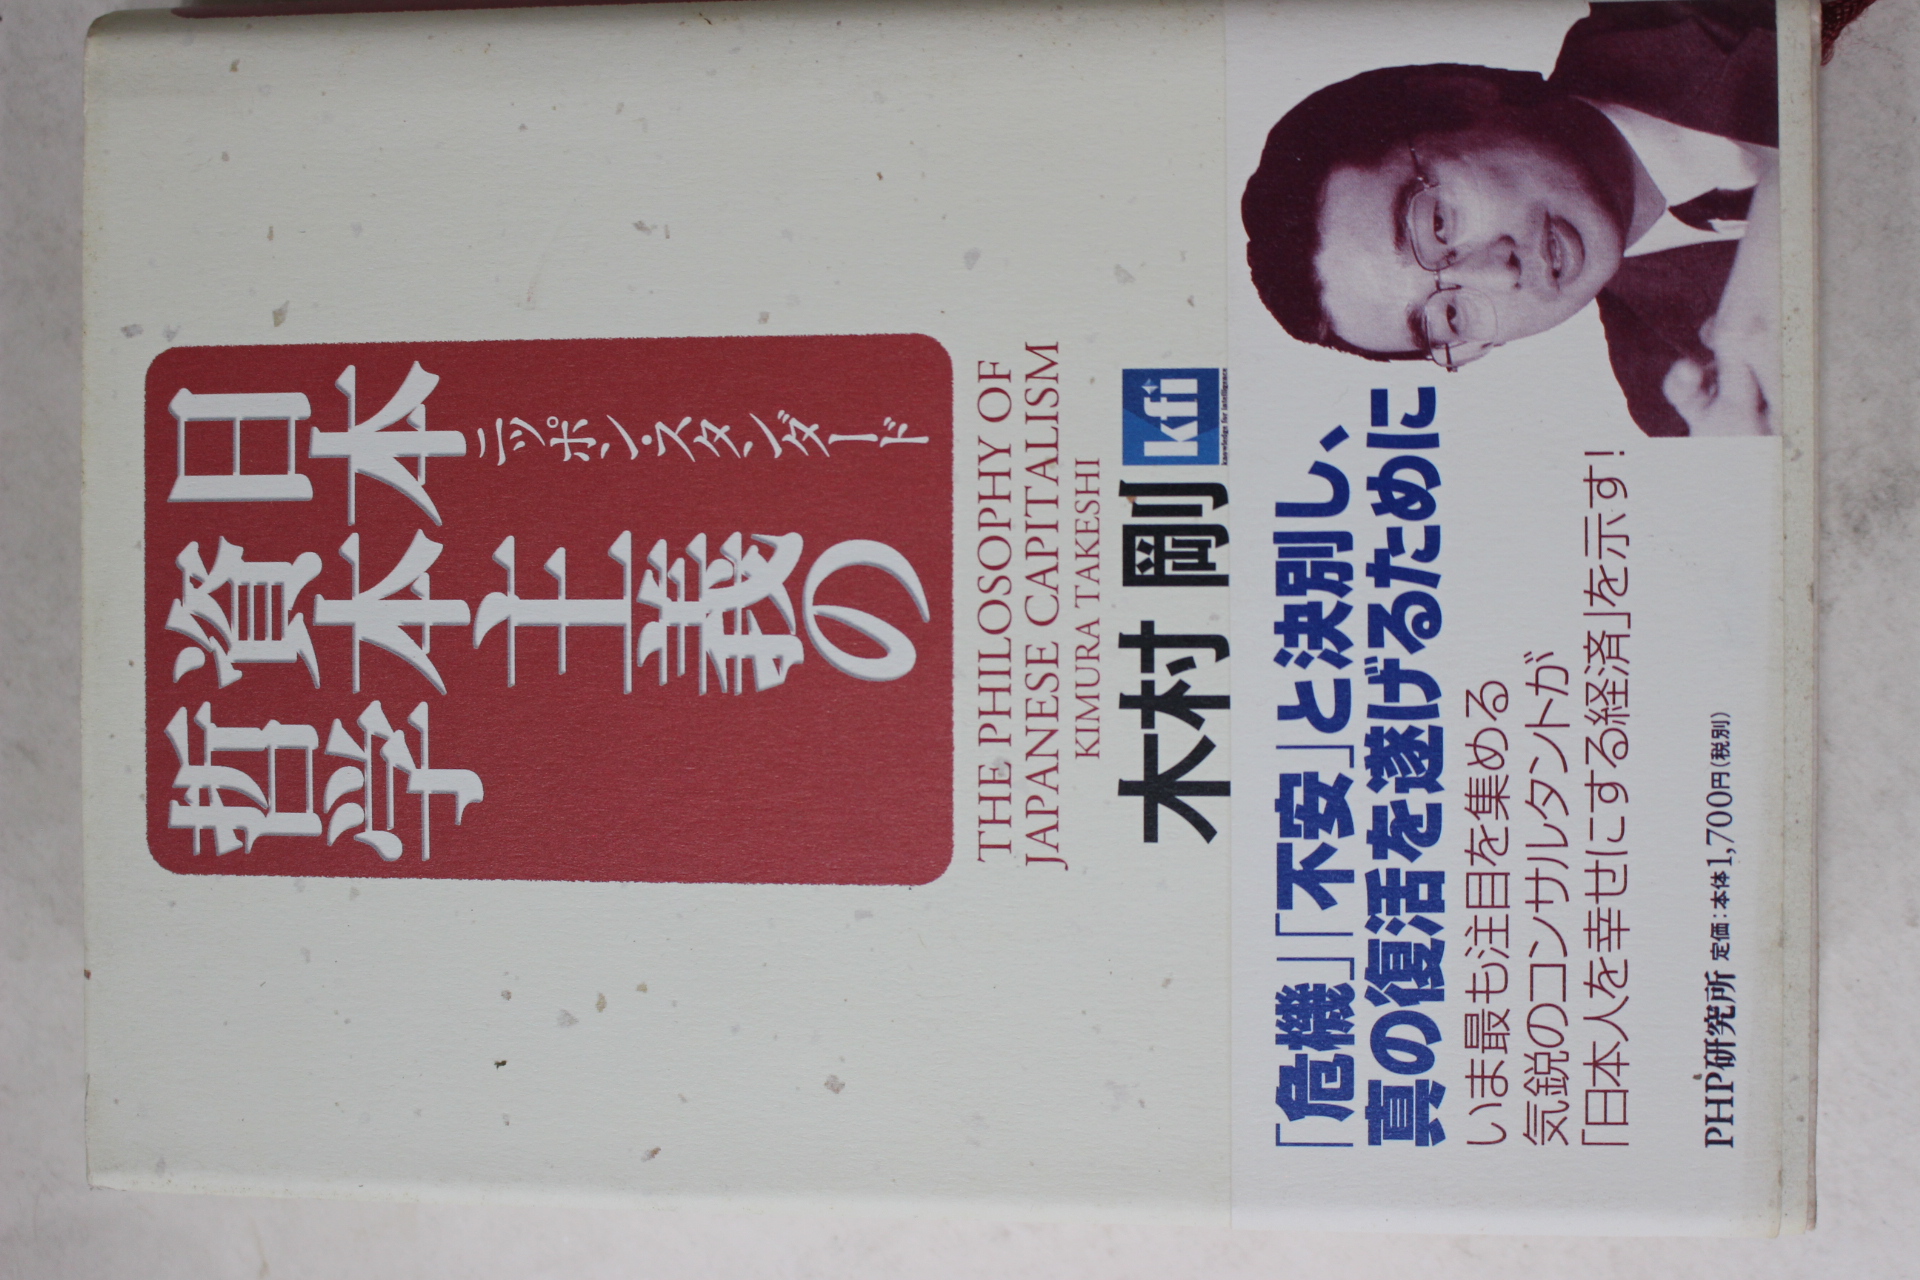 日本
資本主義の
哲学
ニッポン・スタンダード
THE PHILOSOPHY OF
JAPANESE CAPITALISM
KIMURA TAKESHI
木村 剛
kfi
knowledge for intelligence
「危機」「不安」と決別し、
真の復活を遂げるために
いま最も注目を集める
気鋭のコンサルタントが
「日本人を幸せにする経済」を示す!
PHP研究所 定価:本体1,700円(税別)